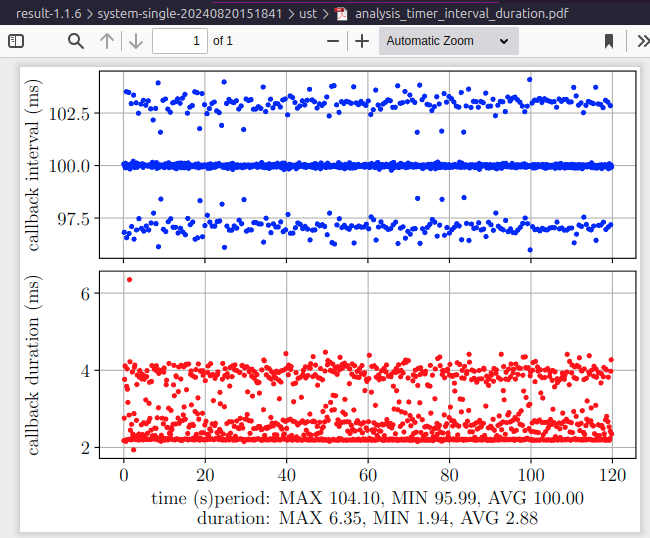 result-1.1.6 > system-single-20240820151841 > ust > analysis_timer_interval_duration.pdf
1 of 1 Automatic Zoom
callback interval (ms)
102.5
100.0
97.5
callback duration (ms)
6
4
2
0 20 40 60 80 100 120
time (s)period: MAX 104.10, MIN 95.99, AVG 100.00
duration: MAX 6.35, MIN 1.94, AVG 2.88